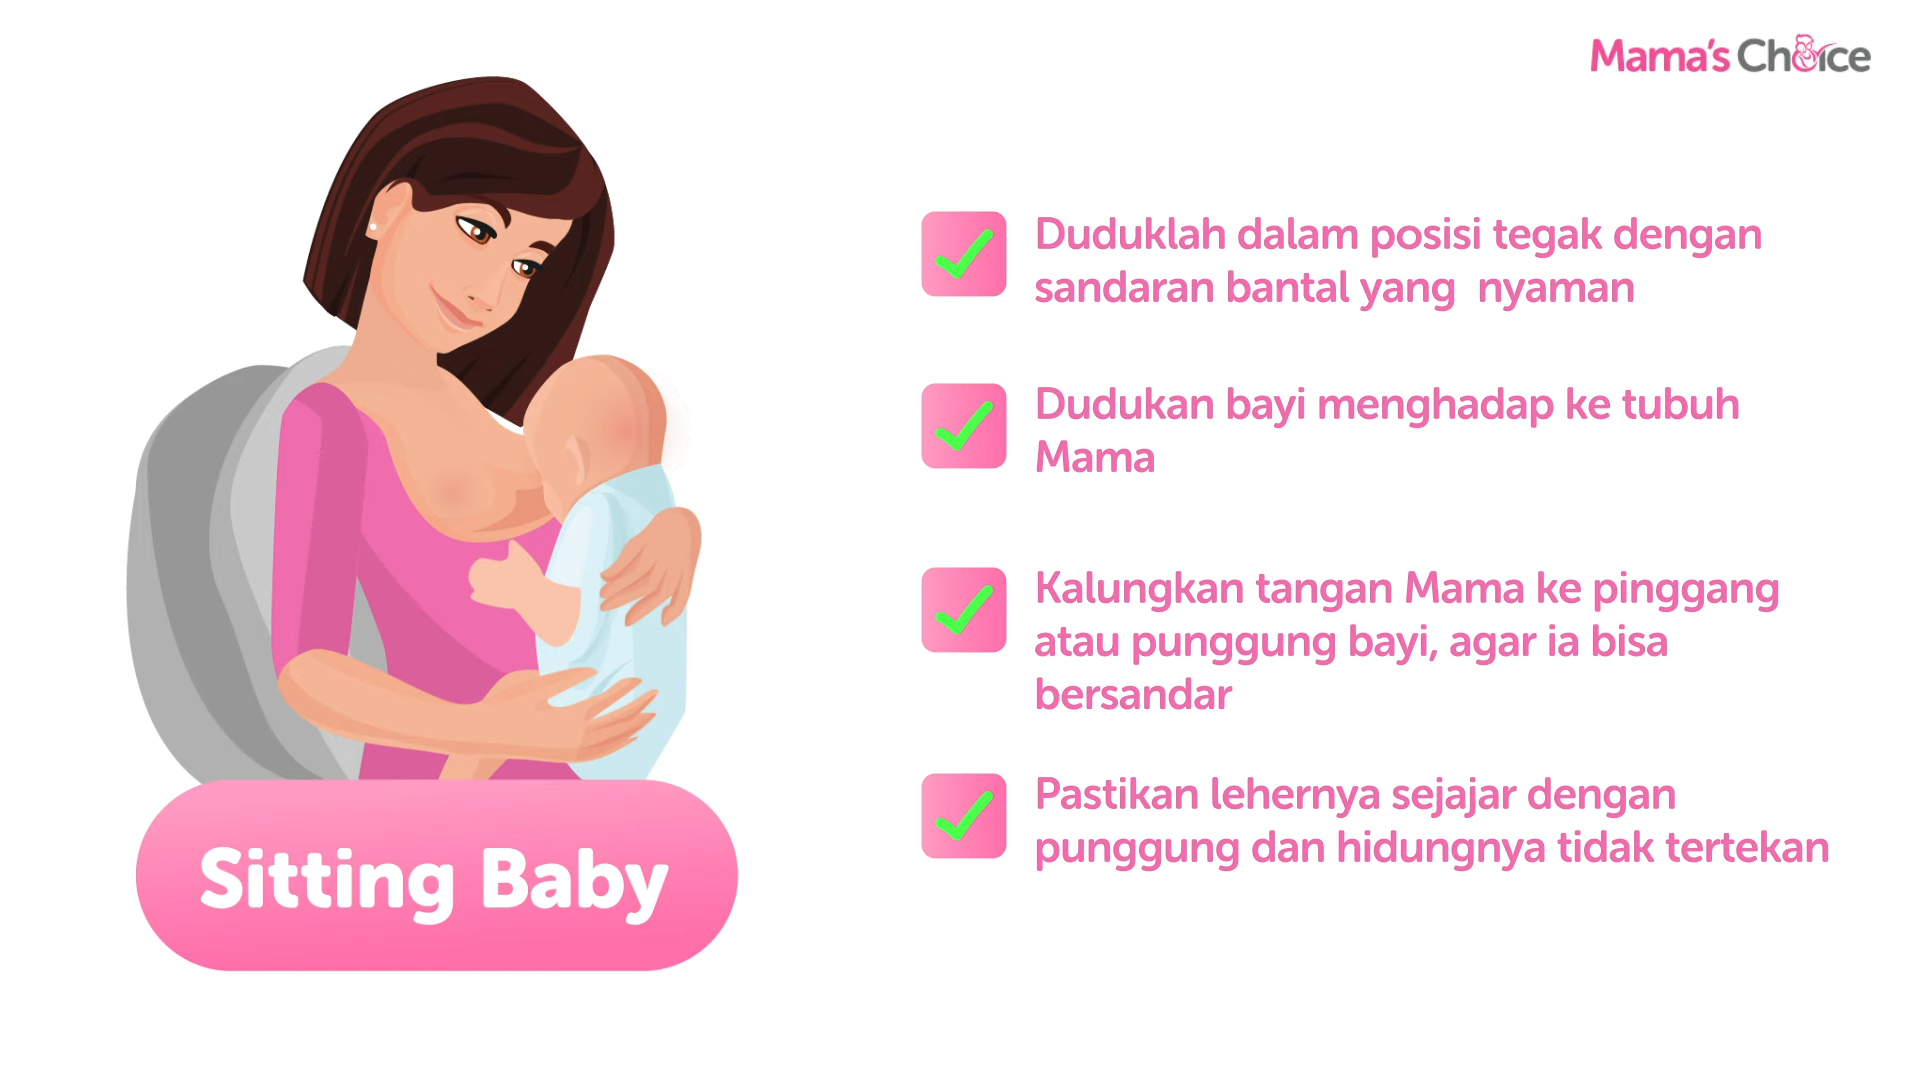 Mama's Choice
Duduklah dalam posisi tegak dengan
sandaran bantal yang  nyaman
Dudukan bayi menghadap ke tubuh
Mama
Kalungkan tangan Mama ke pinggang
atau punggung bayi, agar ia bisa
bersandar
Pastikan lehernya sejajar dengan
punggung dan hidungnya tidak tertekan
Sitting Baby